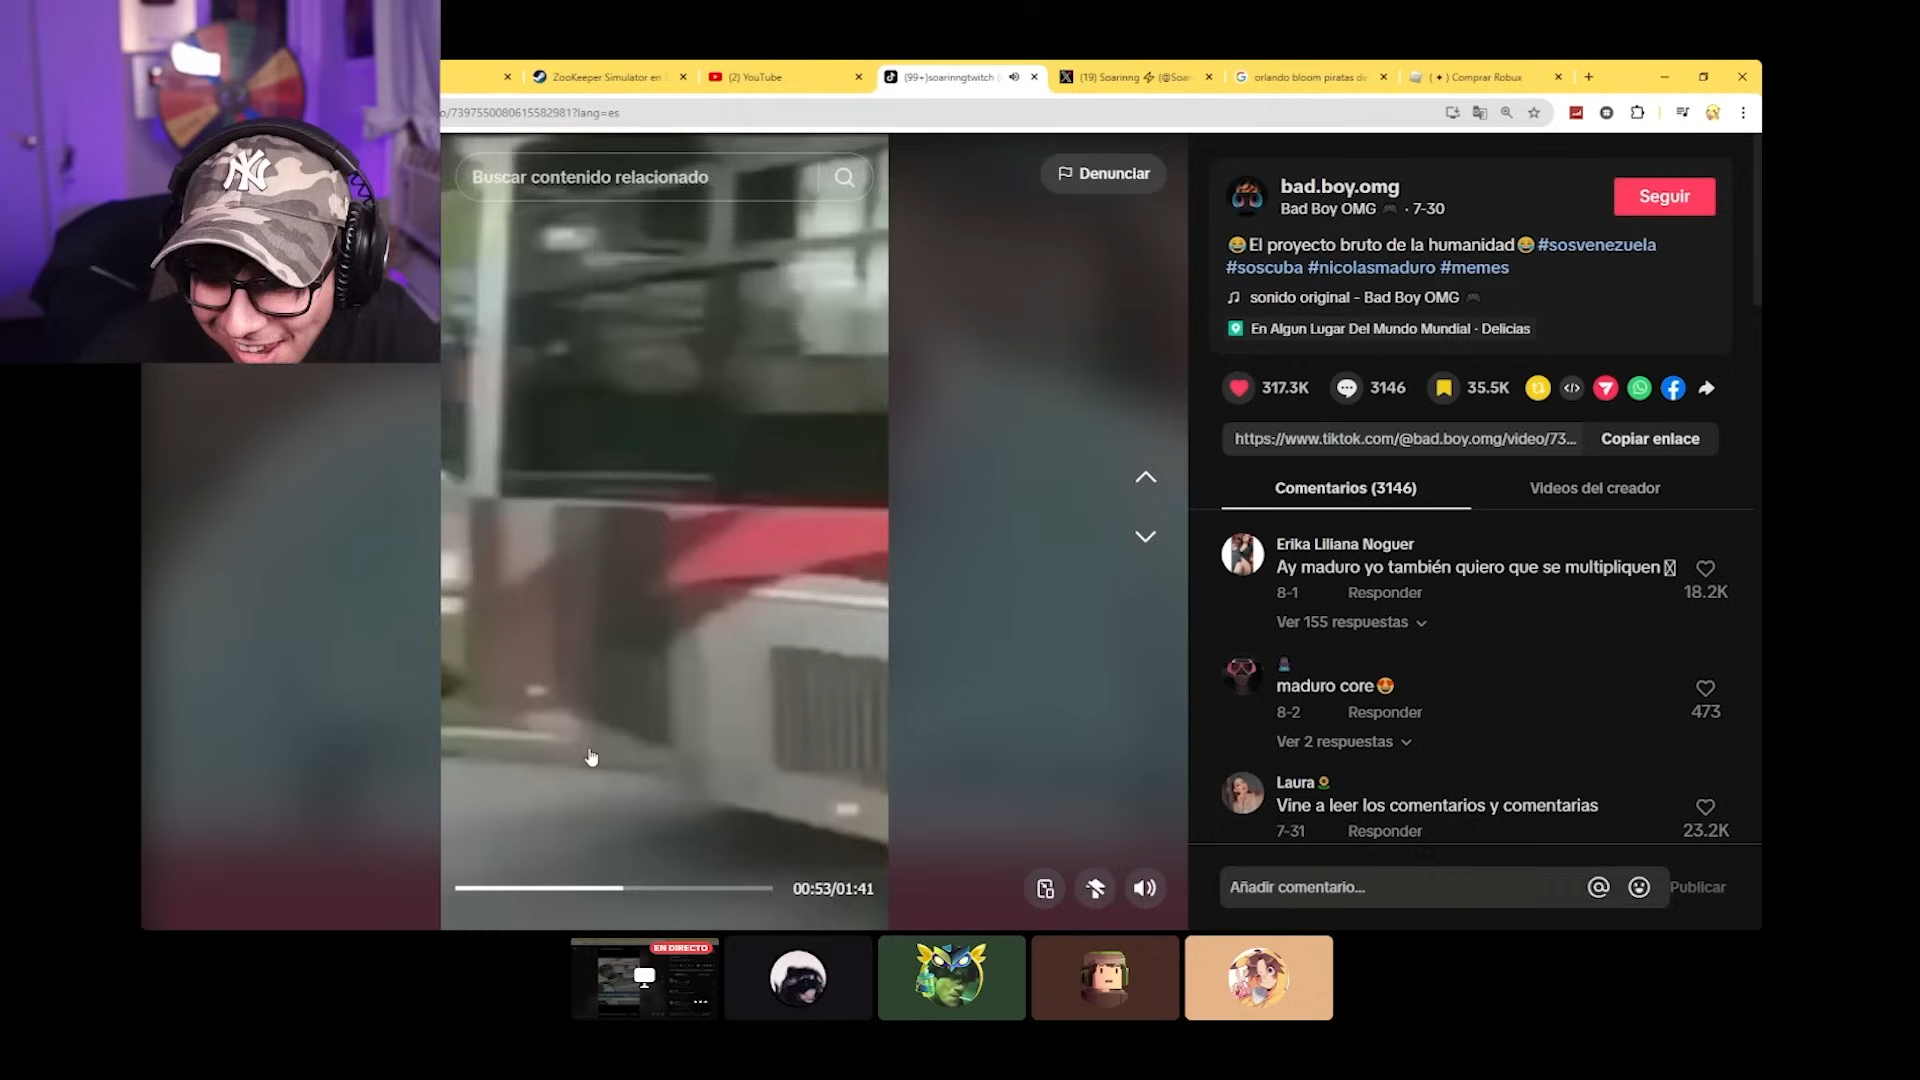 ZooKeeper Simulator en
(2) YouTube
(99+)soarinngtwitch
(19) Soarinng⚡(@Soar
orlando bloom piratas de
(✦) Comprar Robux
o/7397550080615582981?lang=es
NY
Buscar contenido relacionado
Denunciar
bad.boy.omg
Bad Boy OMG 🎮 · 7-30
Seguir
😂El proyecto bruto de la humanidad😂#sosvenezuela
#soscuba #nicolasmaduro #memes
sonido original - Bad Boy OMG 🎮
En Algun Lugar Del Mundo Mundial · Delicias
317.3K
3146
35.5K
https://www.tiktok.com/@bad.boy.omg/video/73...
Copiar enlace
Comentarios (3146)
Videos del creador
Erika Liliana Noguer
Ay maduro yo también quiero que se multipliquen
8-1
Responder
18.2K
Ver 155 respuestas
maduro core😍
8-2
Responder
473
Ver 2 respuestas
Laura🌻
Vine a leer los comentarios y comentarias
7-31
Responder
23.2K
00:53/01:41
Añadir comentario...
Publicar
EN DIRECTO